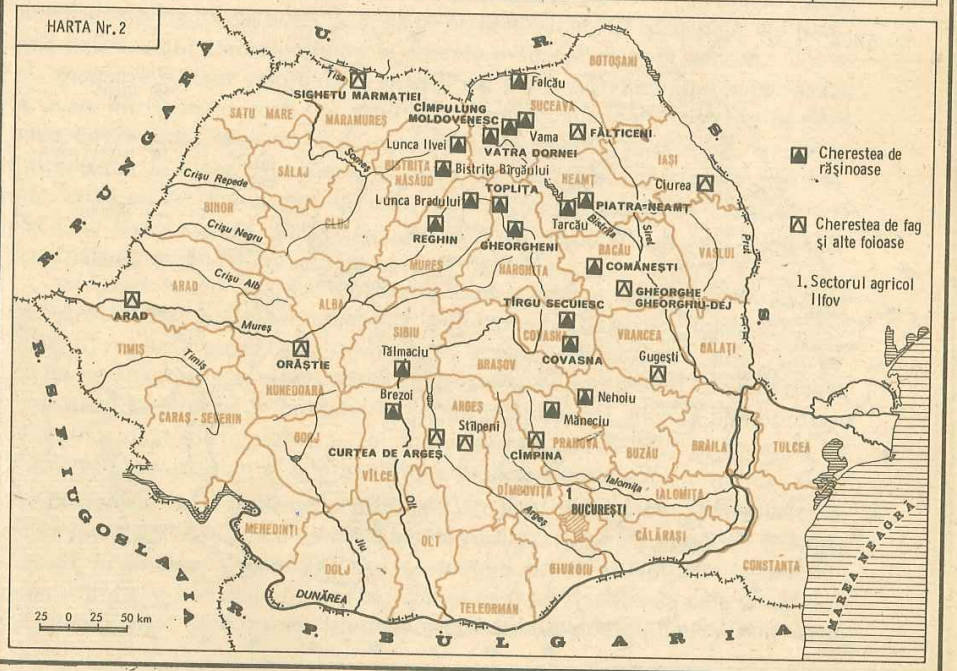 HARTA Nr. 2
U. R. S. S.
R. P. UNGARA
R. S. F. IUGOSLAVIA
R. P. BULGARIA
MAREA NEAGRĂ
Cherestea de
rășinoase
Cherestea de fag
și alte foioase
1. Sectorul agricol
Ilfov
BOTOȘANI
Tisa
SIGHETU MARMAȚIEI
Falcău
SUCEAVA
SATU MARE
MARAMUREȘ
CÎMPULUNG
MOLDOVENESC
Vama
FĂLTICENI
VATRA DORNEI
Lunca Ilvei
Someș
IAȘI
SĂLAJ
BISTRIȚA
NĂSĂUD
Bistrița Bîrgăului
NEAMȚ
Ciurea
Crișu Repede
TOPLIȚA
Lunca Bradului
PIATRA-NEAMȚ
Tarcău
Bistrița
Siret
Prut
BIHOR
CLUJ
Crișu Negru
REGHIN
GHEORGHENI
BACĂU
VASLUI
MUREȘ
HARGHITA
COMĂNEȘTI
Crișu Alb
ARAD
GHEORGHE
GHEORGHIU-DEJ
ALBA
TÎRGU SECUIESC
ARAD
Mureș
SIBIU
COVASNA
VRANCEA
GALAȚI
TIMIȘ
Timiș
ORĂȘTIE
Tălmaciu
BRAȘOV
COVASNA
Gugești
HUNEDOARA
Brezoi
ARGEȘ
Nehoiu
Măneciu
CARAȘ-SEVERIN
GORJ
Stîlpeni
CURTEA DE ARGEȘ
CÎMPINA
PRAHOVA
BUZĂU
BRĂILA
TULCEA
VÎLCEA
DÎMBOVIȚA
Ialomița
IALOMIȚA
1
BUCUREȘTI
Argeș
Olt
OLT
MEHEDINȚI
Jiu
CĂLĂRAȘI
DOLJ
GIURGIU
CONSTANȚA
DUNĂREA
TELEORMAN
25 0 25 50 km